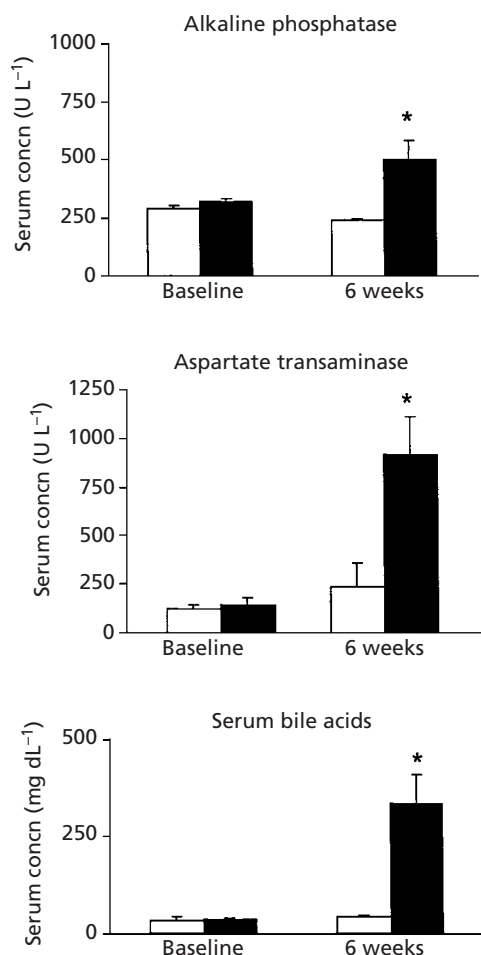 Alkaline phosphatase
Serum concn (U L⁻¹)
1000
750
500
250
0
*
Baseline
6 weeks
Aspartate transaminase
Serum concn (U L⁻¹)
1250
1000
750
500
250
0
*
Baseline
6 weeks
Serum bile acids
Serum concn (mg dL⁻¹)
500
250
0
*
Baseline
6 weeks